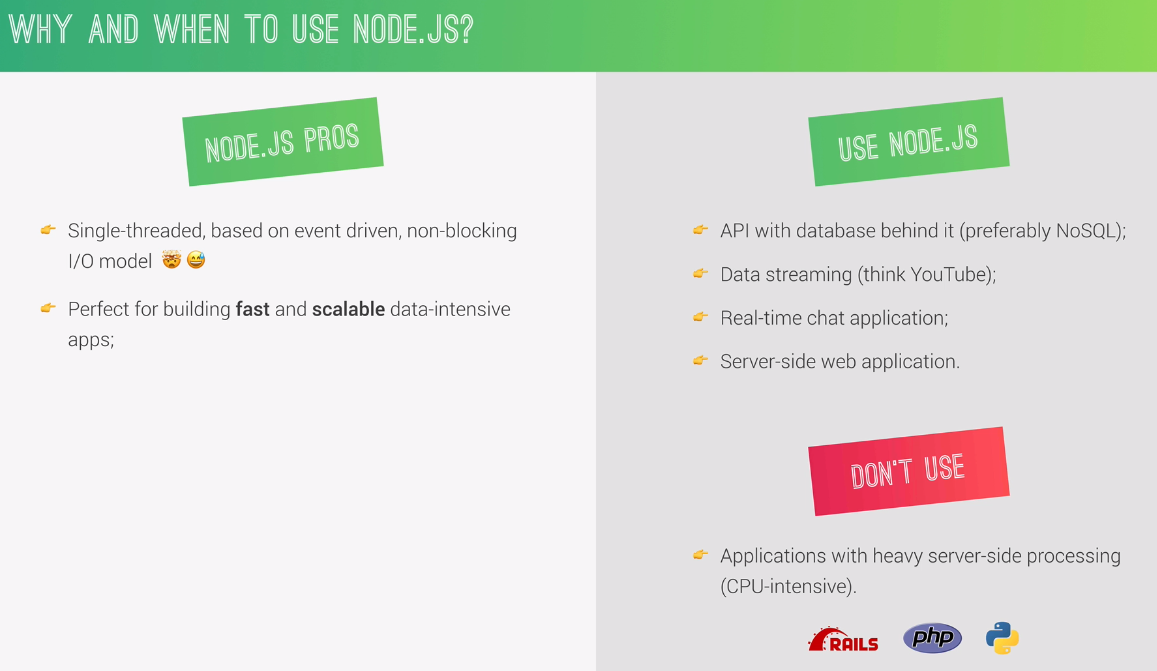 WHY AND WHEN TO USE NODE.JS?
NODE.JS PROS
👉 Single-threaded, based on event driven, non-blocking
I/O model 🤯 😅
👉 Perfect for building fast and scalable data-intensive
apps;
USE NODE.JS
👉 API with database behind it (preferably NoSQL);
👉 Data streaming (think YouTube);
👉 Real-time chat application;
👉 Server-side web application.
DON'T USE
👉 Applications with heavy server-side processing
(CPU-intensive).
RAILS php